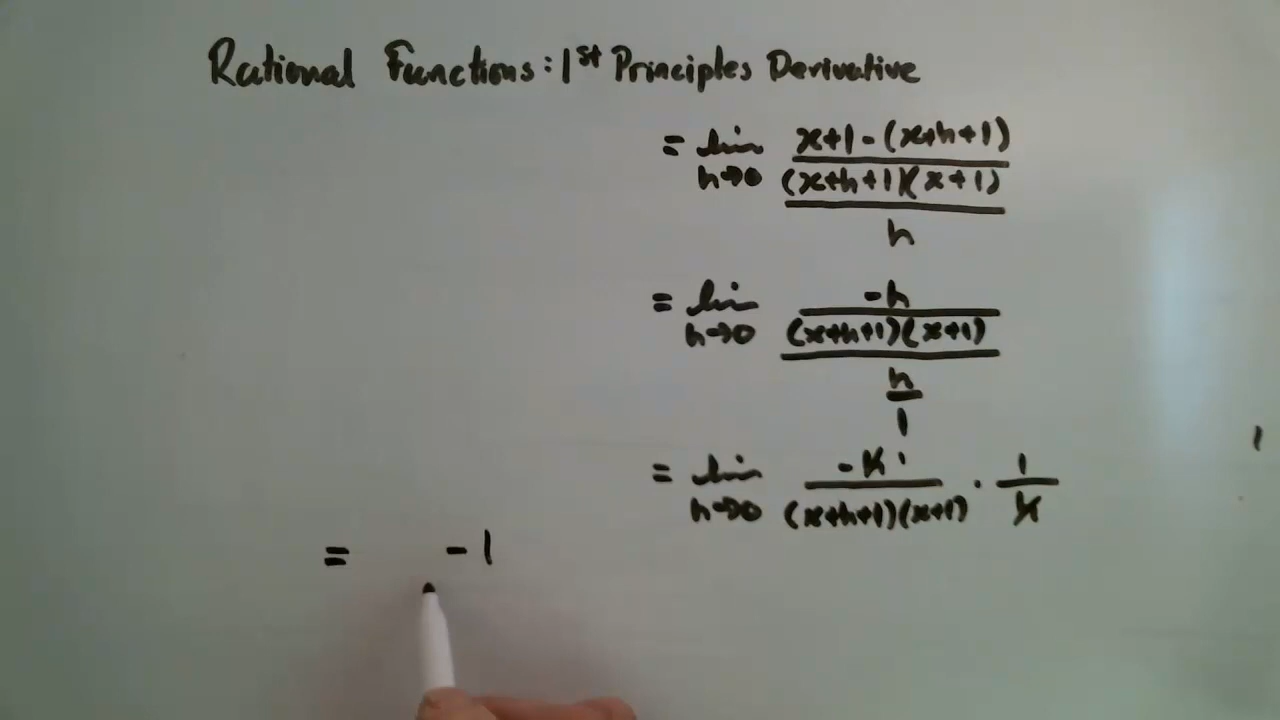 Rational Functions: 1st Principles Derivative
= lim x+1-(x+h+1)
h→0 (x+h+1)(x+1)
h
= lim -h
h→0 (x+h+1)(x+1)
h
1
= lim -h 1 · 1
h→0 (x+h+1)(x+1) h
= -1